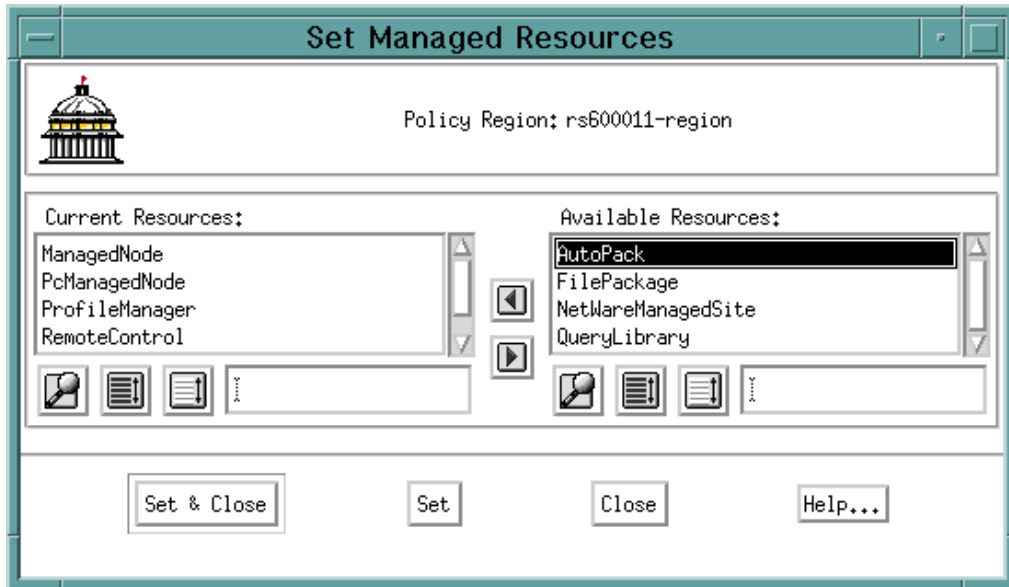 Set Managed Resources
Policy Region: rs600011-region
Current Resources:
ManagedNode
PcManagedNode
ProfileManager
RemoteControl
Available Resources:
AutoPack
FilePackage
NetWareManagedSite
QueryLibrary
Set & Close
Set
Close
Help...